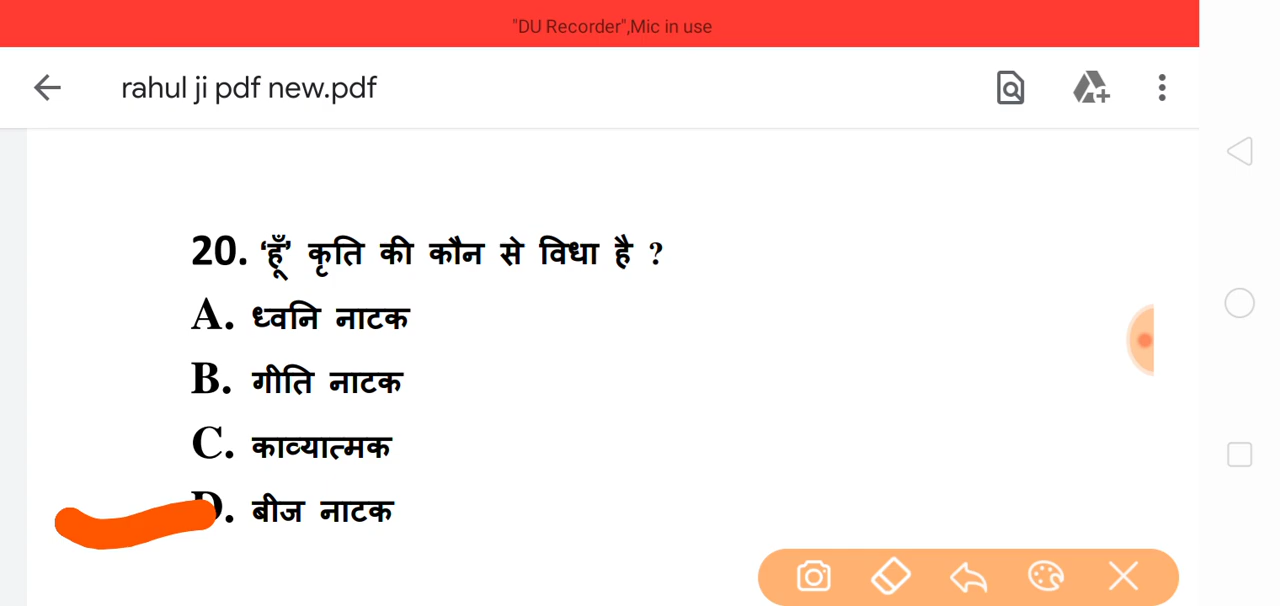 "DU Recorder",Mic in use
rahul ji pdf new.pdf
20. ‘हूँ’ कृति की कौन से विधा है ?
A. ध्वनि नाटक
B. गीति नाटक
C. काव्यात्मक
D. बीज नाटक